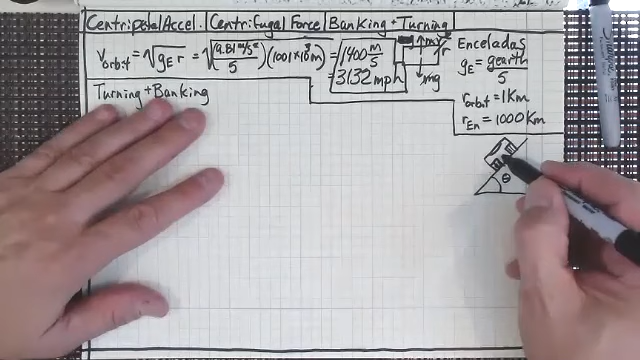 Centripetal Accel. Centrifugal Force Banking + Turning
Vorbit = √gE r = √(9.81 m/s²/5)(1001×10³m) = 1400 m/s
= 3132 mph
mg
Enceladas
gE = gearth/5
rorbit = 1Km
rEn = 1000 Km
Turning + Banking
θ